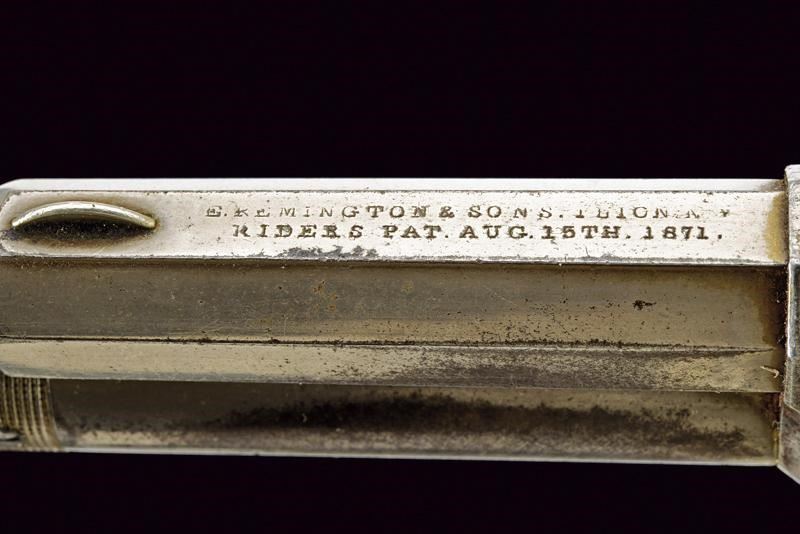 E. REMINGTON & SONS. ILION. N. Y
RIDERS PAT. AUG. 15TH. 1871.